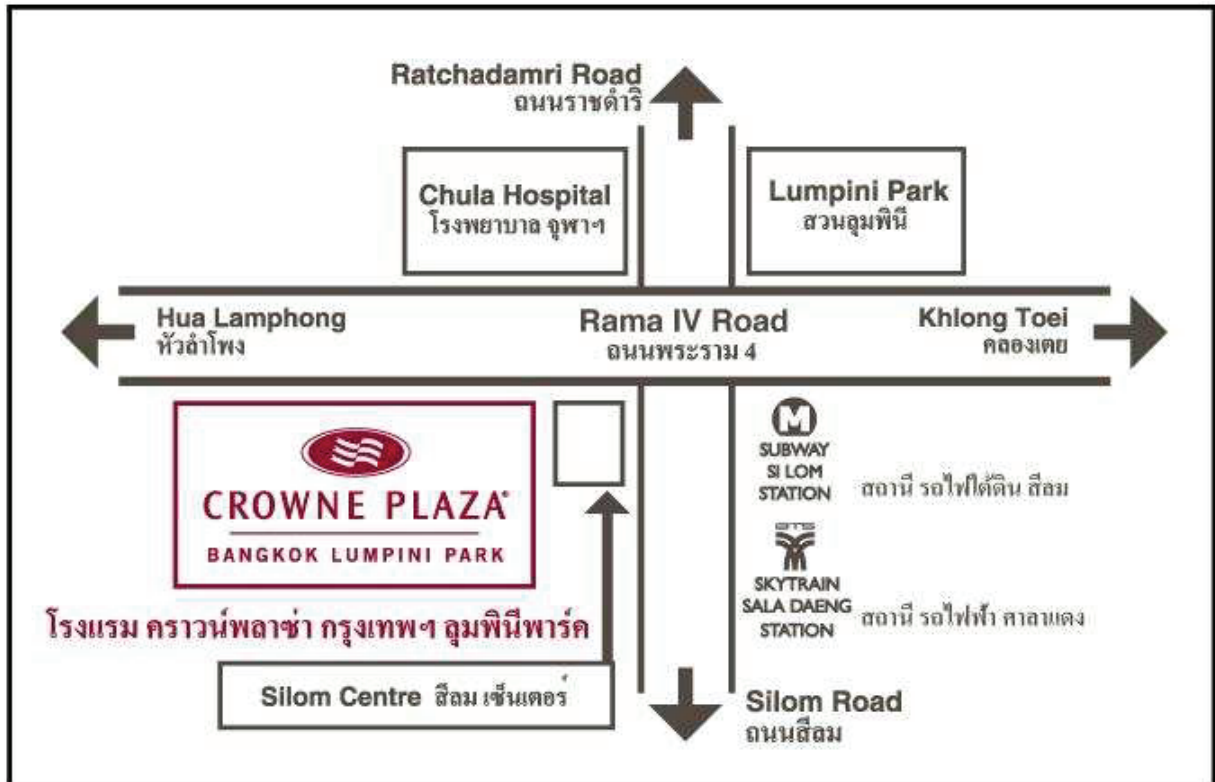 Ratchadamri Road
ถนนราชดำริ
Chula Hospital
โรงพยาบาล จุฬาฯ
Lumpini Park
สวนลุมพินี
Hua Lamphong
หัวลำโพง
Rama IV Road
ถนนพระราม 4
Khlong Toei
คลองเตย
CROWNE PLAZA®
BANGKOK LUMPINI PARK
โรงแรม คราวน์พลาซ่า กรุงเทพฯ ลุมพินีพาร์ค
M
SUBWAY
SI LOM
STATION
สถานี รถไฟใต้ดิน สีลม
BTS
SKYTRAIN
SALA DAENG
STATION
สถานี รถไฟฟ้า ศาลาแดง
Silom Centre สีลม เซ็นเตอร์
Silom Road
ถนนสีลม